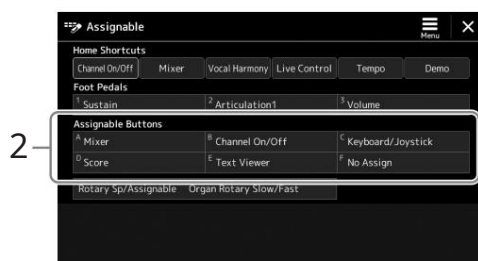 Assignable
Menu
Home Shortcuts
Channel On/Off Mixer Vocal Harmony Live Control Tempo Demo
Foot Pedals
1 Sustain 2 Articulation1 3 Volume
Assignable Buttons
A Mixer B Channel On/Off C Keyboard/Joystick
2
D Score E Text Viewer F No Assign
Rotary Sp/Assignable Organ Rotary Slow/Fast